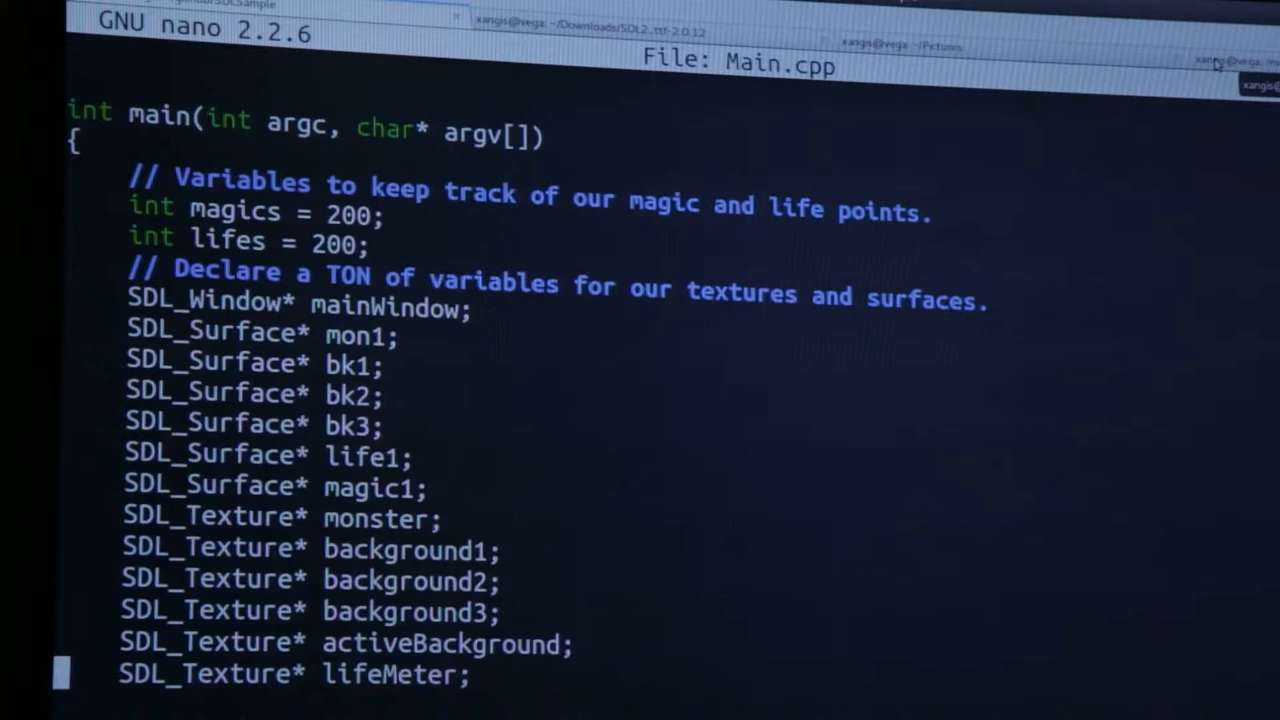 xangis@vega: ~/Downloads/SDL2_ttf-2.0.12
xangis@vega: ~/Pictures
GNU nano 2.2.6
File: Main.cpp
int main(int argc, char* argv[])
{
// Variables to keep track of our magic and life points.
int magics = 200;
int lifes = 200;
// Declare a TON of variables for our textures and surfaces.
SDL_Window* mainWindow;
SDL_Surface* mon1;
SDL_Surface* bk1;
SDL_Surface* bk2;
SDL_Surface* bk3;
SDL_Surface* life1;
SDL_Surface* magic1;
SDL_Texture* monster;
SDL_Texture* background1;
SDL_Texture* background2;
SDL_Texture* background3;
SDL_Texture* activeBackground;
SDL_Texture* lifeMeter;